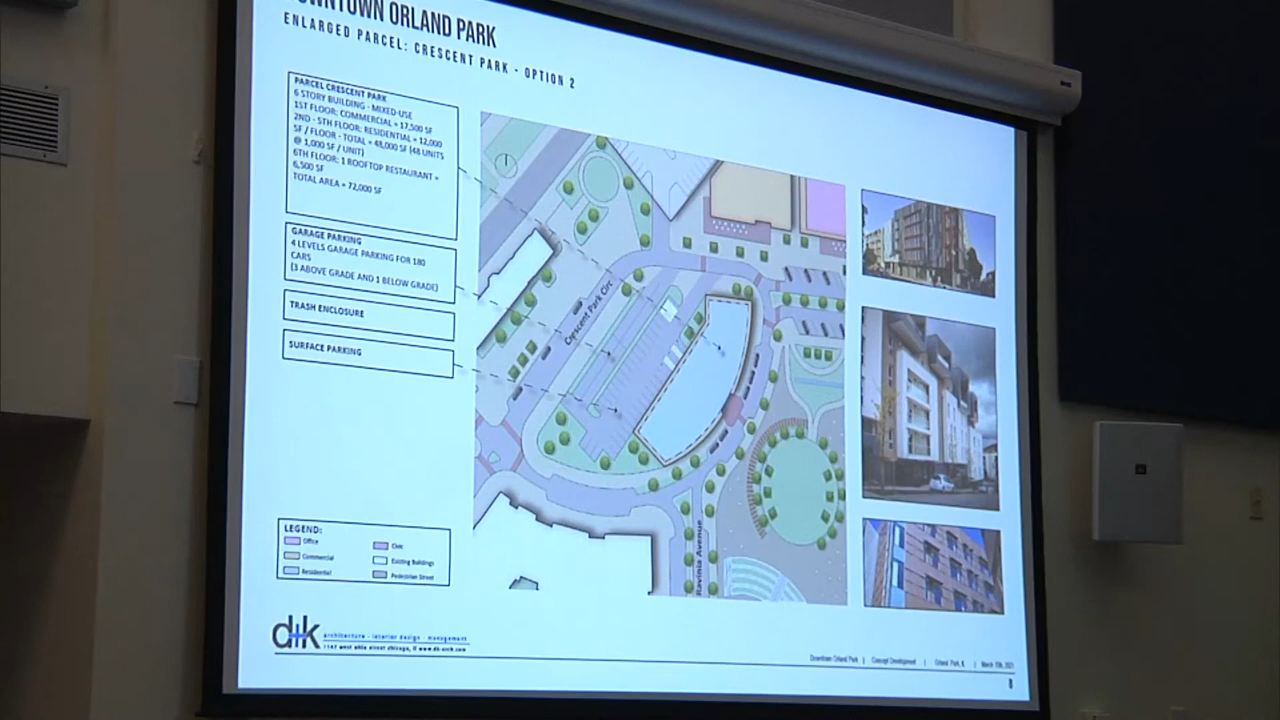 DOWNTOWN ORLAND PARK
ENLARGED PARCEL: CRESCENT PARK - OPTION 2
PARCEL CRESCENT PARK
6 STORY BUILDING - MIXED-USE
1ST FLOOR: COMMERCIAL = 17,500 SF
2ND - 5TH FLOOR: RESIDENTIAL = 12,000
SF / FLOOR - TOTAL = 48,000 SF (48 UNITS
@ 1,000 SF / UNIT)
6TH FLOOR: 1 ROOFTOP RESTAURANT =
6,500 SF
TOTAL AREA = 72,000 SF
GARAGE PARKING
4 LEVELS GARAGE PARKING FOR 180
CARS
(3 ABOVE GRADE AND 1 BELOW GRADE)
TRASH ENCLOSURE
SURFACE PARKING
Crescent Park Circ
Ravinia Avenue
LEGEND:
Office
Commercial
Residential
Civic
Existing Buildings
Pedestrian Street
d+k
architecture - interior design - management
Downtown Orland Park | Concept Development | Orland Park, IL | March 15th, 2021
8